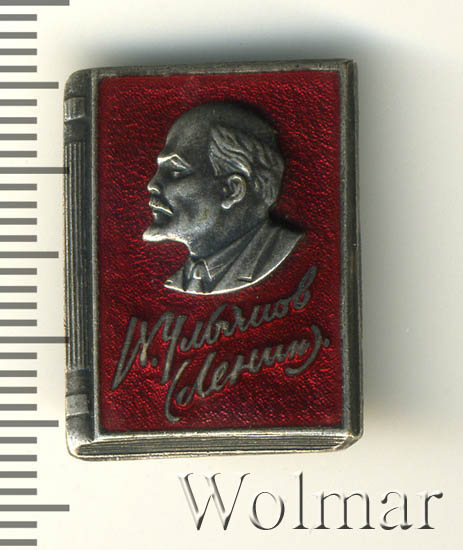 И. Ульянов
(Ленин).
Wolmar